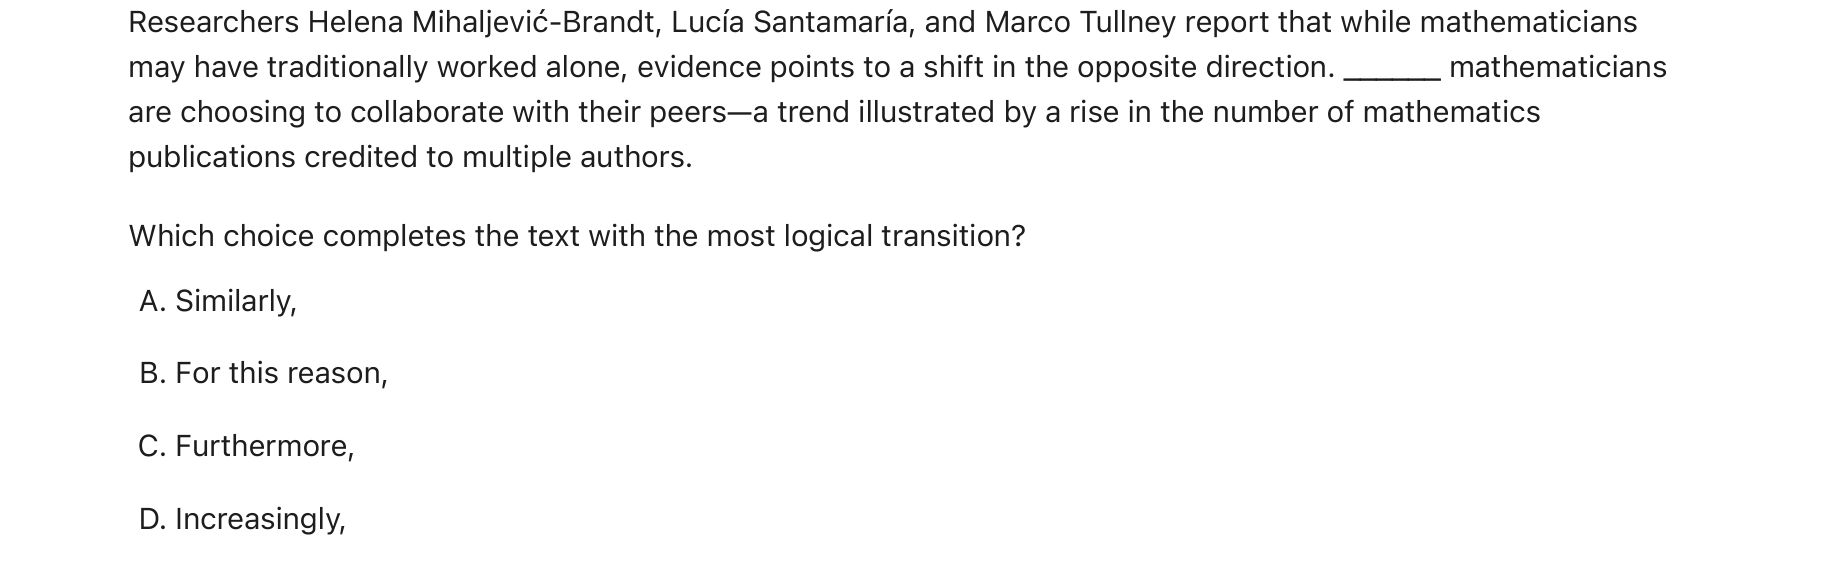 Researchers Helena Mihaljević-Brandt, Lucía Santamaría, and Marco Tullney report that while mathematicians
may have traditionally worked alone, evidence points to a shift in the opposite direction. ______ mathematicians
are choosing to collaborate with their peers—a trend illustrated by a rise in the number of mathematics
publications credited to multiple authors.
Which choice completes the text with the most logical transition?
A. Similarly,
B. For this reason,
C. Furthermore,
D. Increasingly,